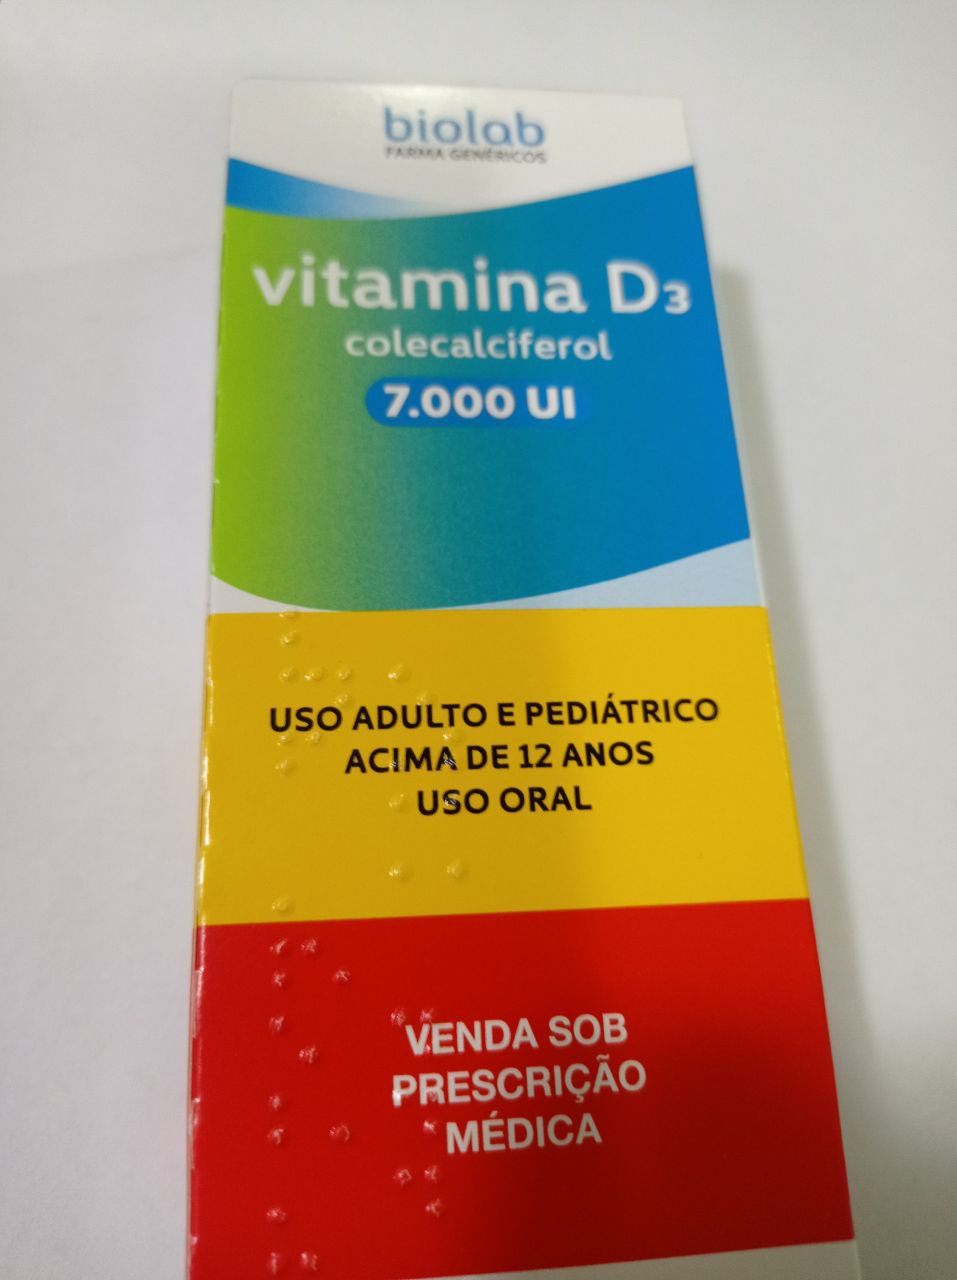 biolab
FARMA GENÉRICOS
vitamina D3
colecalciferol
7.000 UI
USO ADULTO E PEDIÁTRICO
ACIMA DE 12 ANOS
USO ORAL
VENDA SOB
PRESCRIÇÃO
MÉDICA